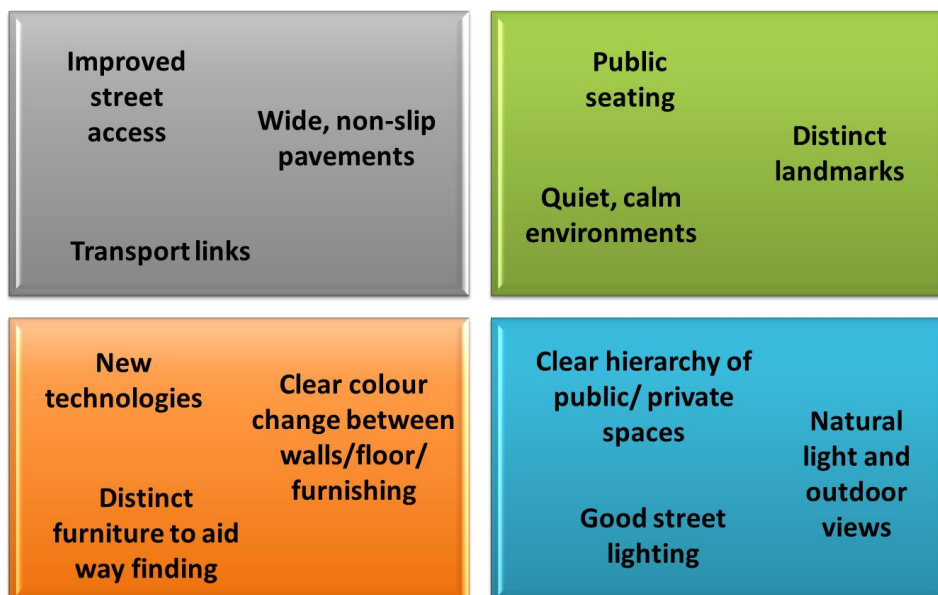 Improved
street
access
Wide, non-slip
pavements
Transport links
Public
seating
Distinct
landmarks
Quiet, calm
environments
New
technologies
Clear colour
change between
walls/floor/
furnishing
Distinct
furniture to aid
way finding
Clear hierarchy of
public/ private
spaces
Natural
light and
outdoor
views
Good street
lighting